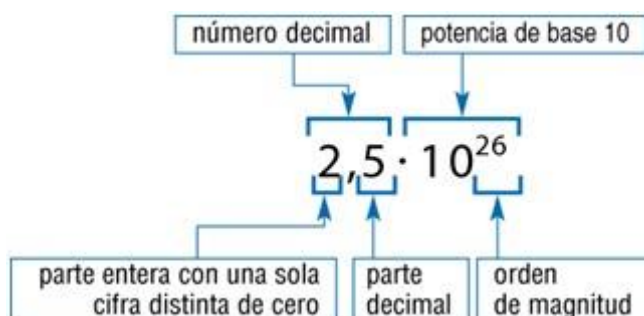 número decimal
potencia de base 10
2,5 · 10²⁶
parte entera con una sola
cifra distinta de cero
parte
decimal
orden
de magnitud